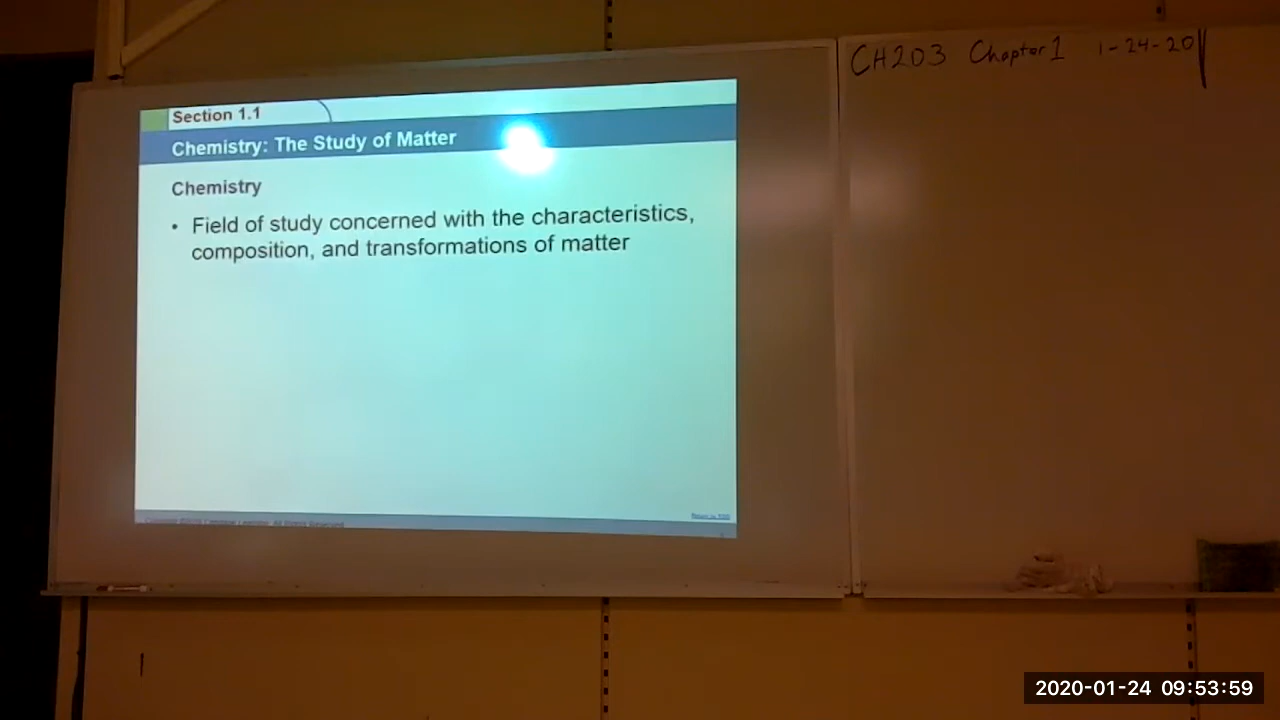 CH203 Chapter 1 1-24-20
Section 1.1
Chemistry: The Study of Matter
Chemistry
• Field of study concerned with the characteristics,
composition, and transformations of matter
2020-01-24 09:53:59